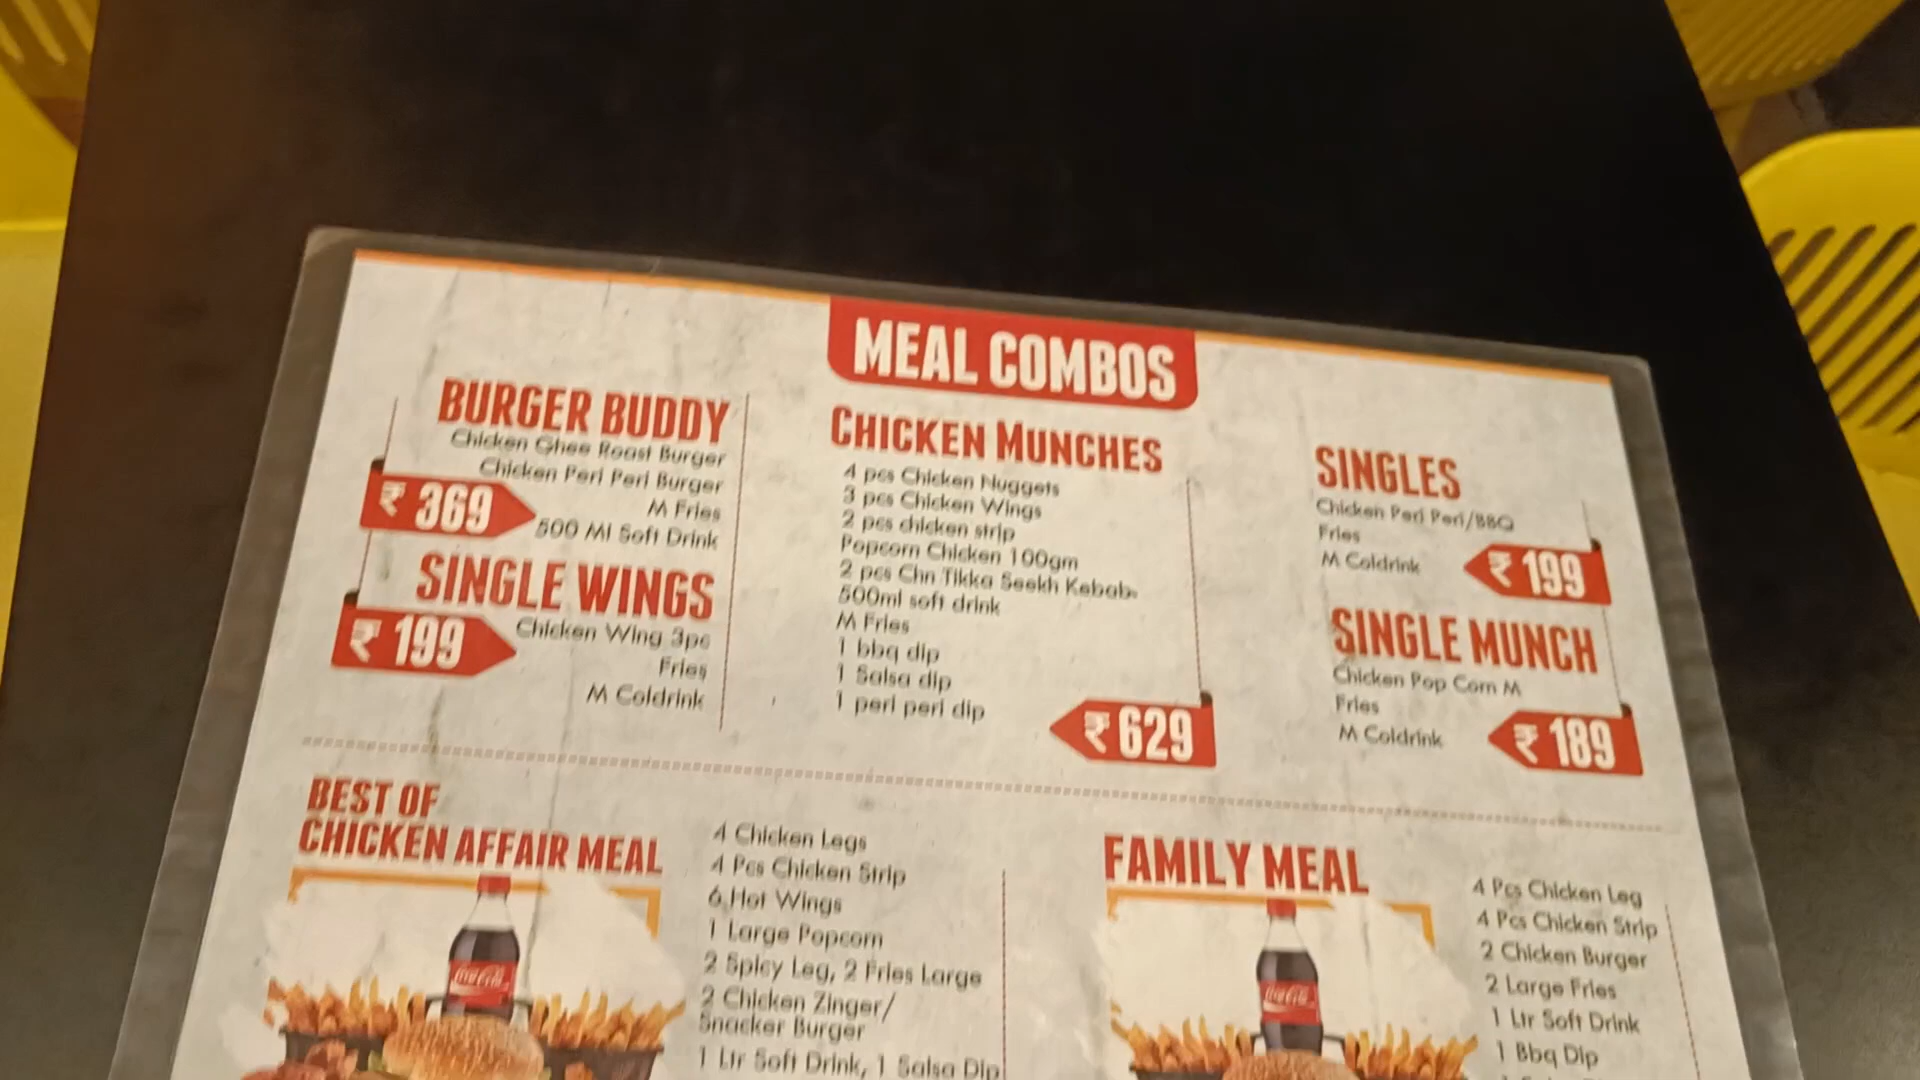 MEAL COMBOS
BURGER BUDDY
Chicken Ghee Roast Burger
Chicken Peri Peri Burger
M Fries
500 Ml Soft Drink
₹ 369
SINGLE WINGS
Chicken Wing 3pc
Fries
M Coldrink
₹ 199
CHICKEN MUNCHES
4 pcs Chicken Nuggets
3 pcs Chicken Wings
2 pcs chicken strip
Popcorn Chicken 100gm
2 pcs Chn Tikka Seekh Kebab
500ml soft drink
M Fries
1 bbq dip
1 Salsa dip
1 peri peri dip
₹ 629
SINGLES
Chicken Peri Peri/BBQ
Fries
M Coldrink
₹ 199
SINGLE MUNCH
Chicken Pop Corn M
Fries
M Coldrink
₹ 189
BEST OF
CHICKEN AFFAIR MEAL
Coca-Cola
4 Chicken Legs
4 Pcs Chicken Strip
6 Hot Wings
1 Large Popcorn
2 Spicy Leg, 2 Fries Large
2 Chicken Zinger/
Snacker Burger
1 Ltr Soft Drink, 1 Salsa Dip
FAMILY MEAL
Coca-Cola
4 Pcs Chicken Leg
4 Pcs Chicken Strip
2 Chicken Burger
2 Large Fries
1 Ltr Soft Drink
1 Bbq Dip